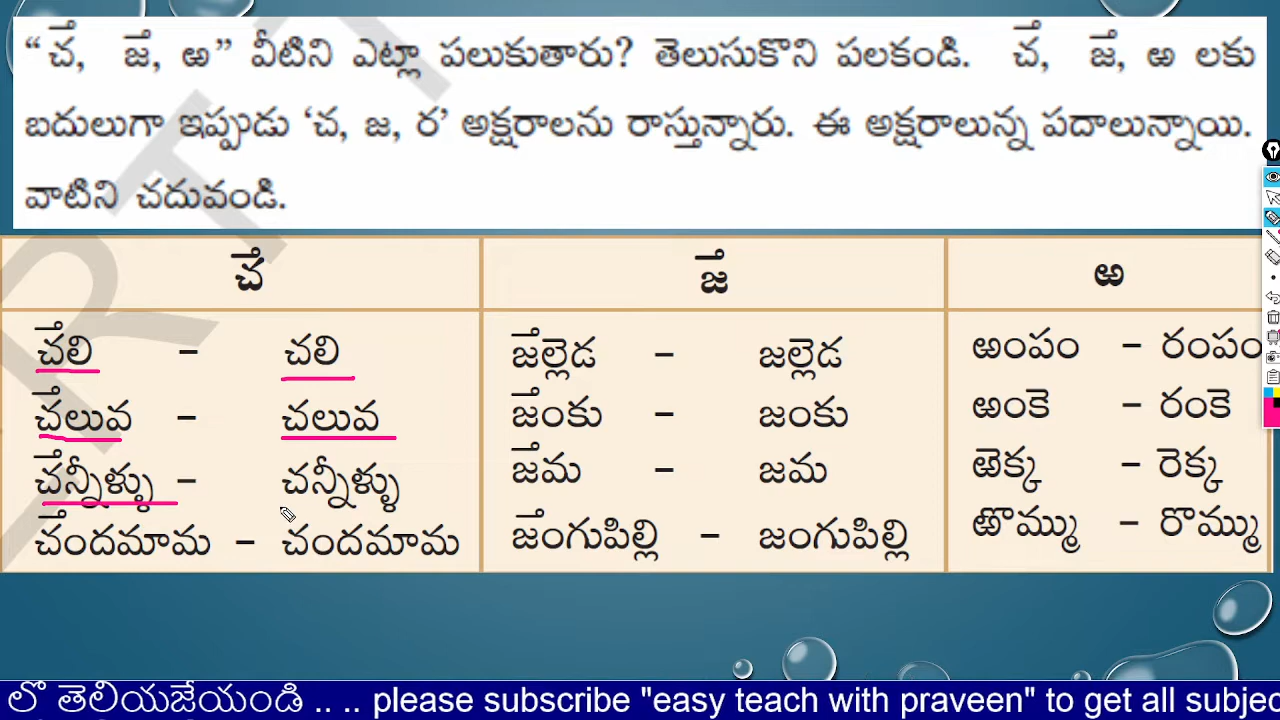 “ౘ, ౙ, ఱ” వీటిని ఎట్లా పలుకుతారు? తెలుసుకొని పలకండి. ౘ, ౙ, ఱ లకు
బదులుగా ఇప్పుడు ‘చ, జ, ర’ అక్షరాలను రాస్తున్నారు. ఈ అక్షరాలున్న పదాలున్నాయి.
వాటిని చదువండి.
ౘ ౙ ఱ
ౘలి – చలి ౙల్లెడ – జల్లెడ ఱంపం – రంపం
ౘలువ – చలువ ౙంకు – జంకు ఱంకె – రంకె
ౘన్నీళ్ళు – చన్నీళ్ళు ౙమ – జమ ఱెక్క – రెక్క
ౘందమామ – చందమామ ౙంగుపిల్లి – జంగుపిల్లి ఱొమ్ము – రొమ్ము
లో తెలియజేయండి .. .. please subscribe "easy teach with praveen" to get all subjec